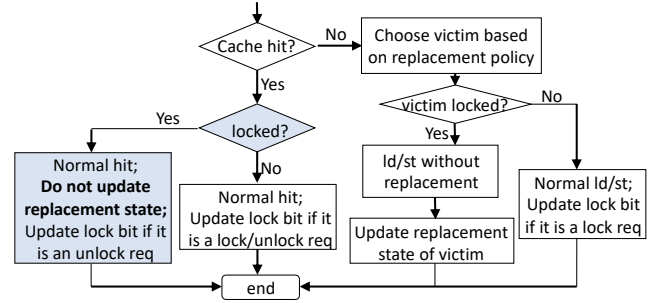 Cache hit?
No
Choose victim based
on replacement policy
Yes
locked?
Yes
victim locked?
No
Yes
No
Normal hit;
Do not update
replacement state;
Update lock bit if it
is an unlock req
Normal hit;
Update lock bit if it
is a lock/unlock req
ld/st without
replacement
Update replacement
state of victim
Normal ld/st;
Update lock bit
if it is a lock req
end